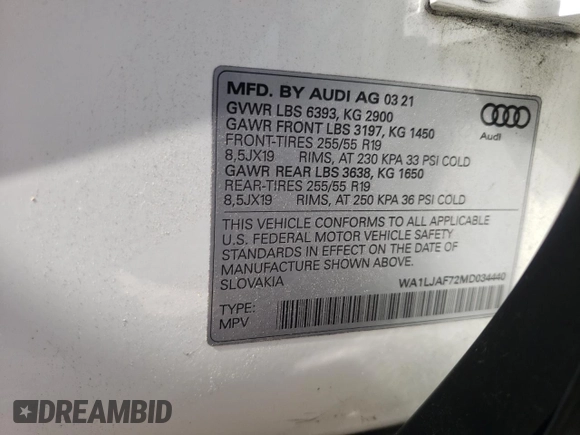 MFD. BY AUDI AG 03 21
GVWR LBS 6393, KG 2900
GAWR FRONT LBS 3197, KG 1450
FRONT-TIRES 255/55 R19
8,5JX19 RIMS, AT 230 KPA 33 PSI COLD
GAWR REAR LBS 3638, KG 1650
REAR-TIRES 255/55 R19
8,5JX19 RIMS, AT 250 KPA 36 PSI COLD
Audi
THIS VEHICLE CONFORMS TO ALL APPLICABLE
U.S. FEDERAL MOTOR VEHICLE SAFETY
STANDARDS IN EFFECT ON THE DATE OF
MANUFACTURE SHOWN ABOVE.
SLOVAKIA
WA1LJAF72MD034440
TYPE:
MPV
DREAMBID